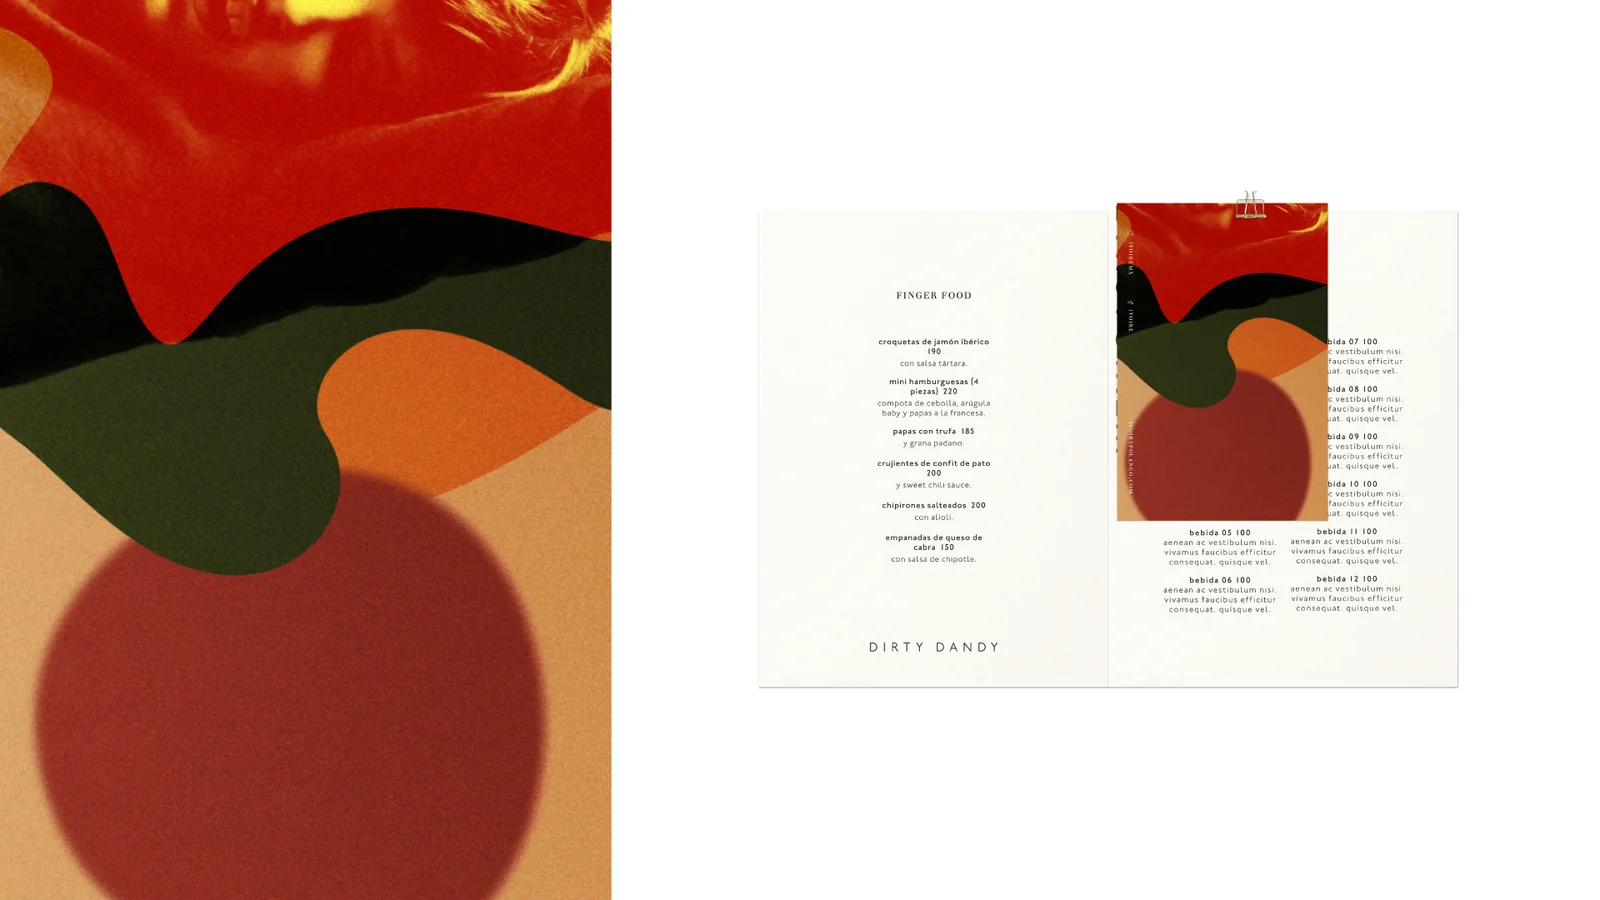 FINGER FOOD
croquetas de jamón ibérico
190
con salsa tártara.
mini hamburguesas (4
piezas) 220
compota de cebolla, arúgula
baby y papas a la francesa.
papas con trufa 185
y grana padano.
crujientes de confit de pato
200
y sweet chili sauce.
chipirones salteados 200
con alioli.
empanadas de queso de
cabra 150
con salsa de chipotle.
DIRTY DANDY
bebida 05 100
aenean ac vestibulum nisi.
vivamus faucibus efficitur
consequat. quisque vel.
bebida 06 100
aenean ac vestibulum nisi.
vivamus faucibus efficitur
consequat. quisque vel.
bida 07 100
c vestibulum nisi.
faucibus efficitur
uat. quisque vel.
bida 08 100
c vestibulum nisi.
faucibus efficitur
uat. quisque vel.
bida 09 100
c vestibulum nisi.
faucibus efficitur
uat. quisque vel.
bida 10 100
c vestibulum nisi.
faucibus efficitur
uat. quisque vel.
bebida 11 100
aenean ac vestibulum nisi.
vivamus faucibus efficitur
consequat. quisque vel.
bebida 12 100
aenean ac vestibulum nisi.
vivamus faucibus efficitur
consequat. quisque vel.